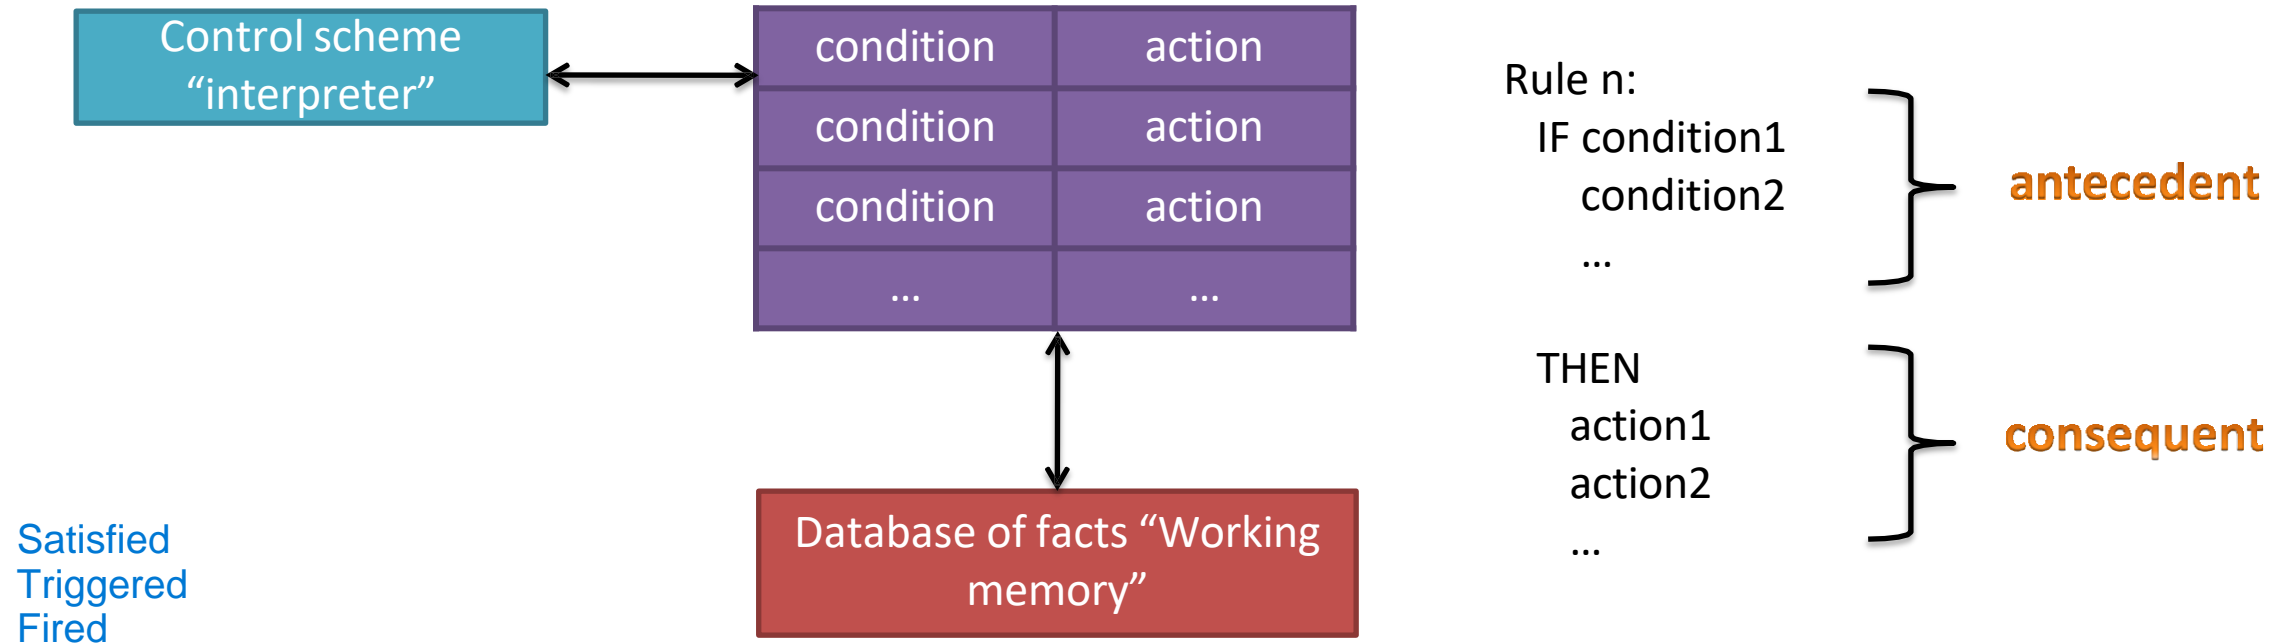 Control scheme
“interpreter”
condition action
condition action
condition action
... ...
Database of facts “Working
memory”
Rule n:
IF condition1
condition2
...
antecedent
THEN
action1
action2
...
consequent
Satisfied
Triggered
Fired